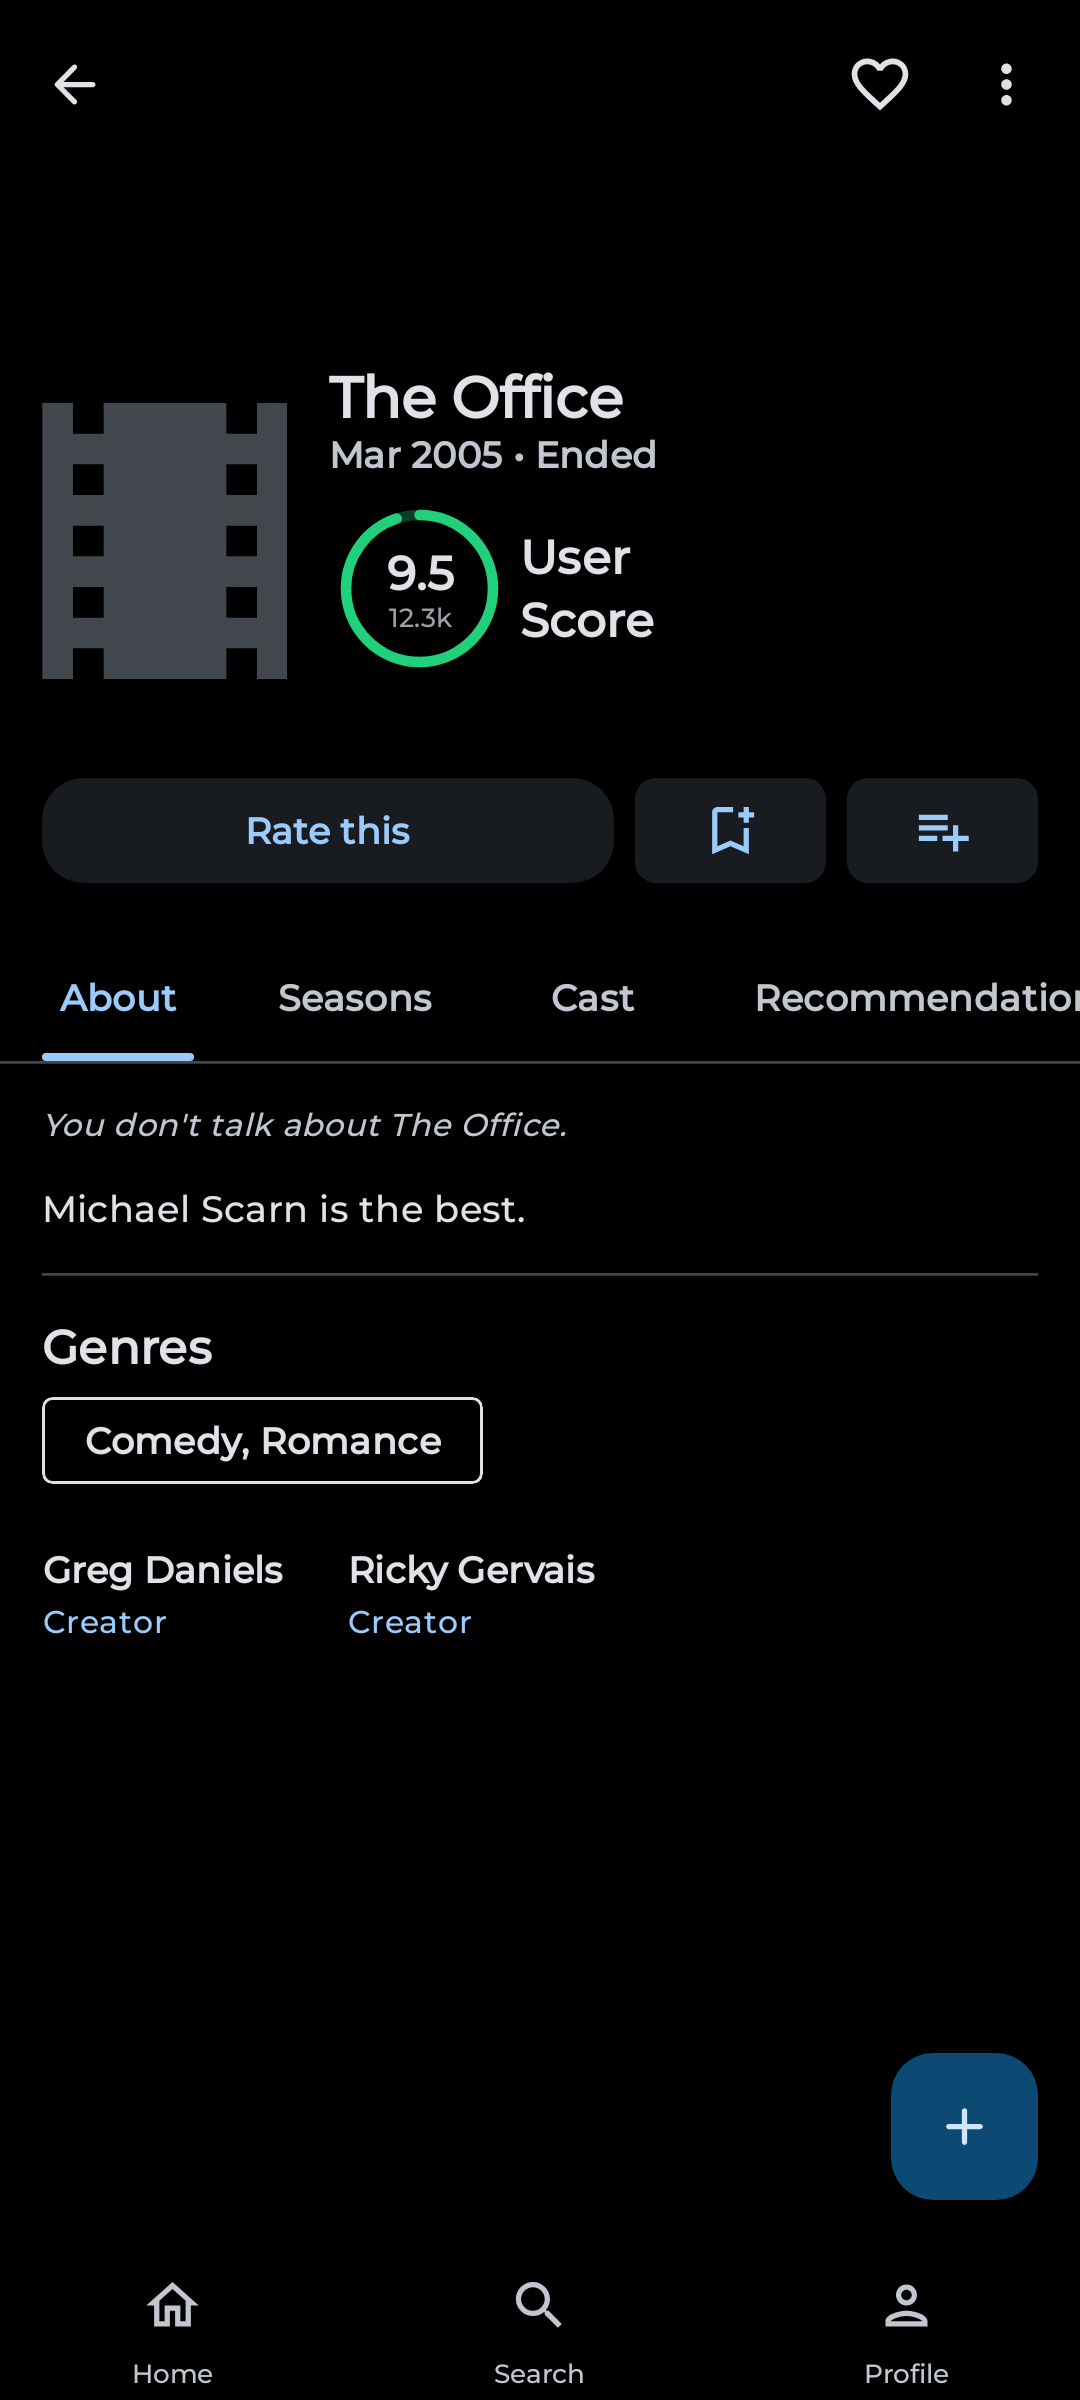 The Office
Mar 2005 • Ended
9.5
12.3k
User
Score
Rate this
About
Seasons
Cast
Recommendation
You don't talk about The Office.
Michael Scarn is the best.
Genres
Comedy, Romance
Greg Daniels
Creator
Ricky Gervais
Creator
Home
Search
Profile